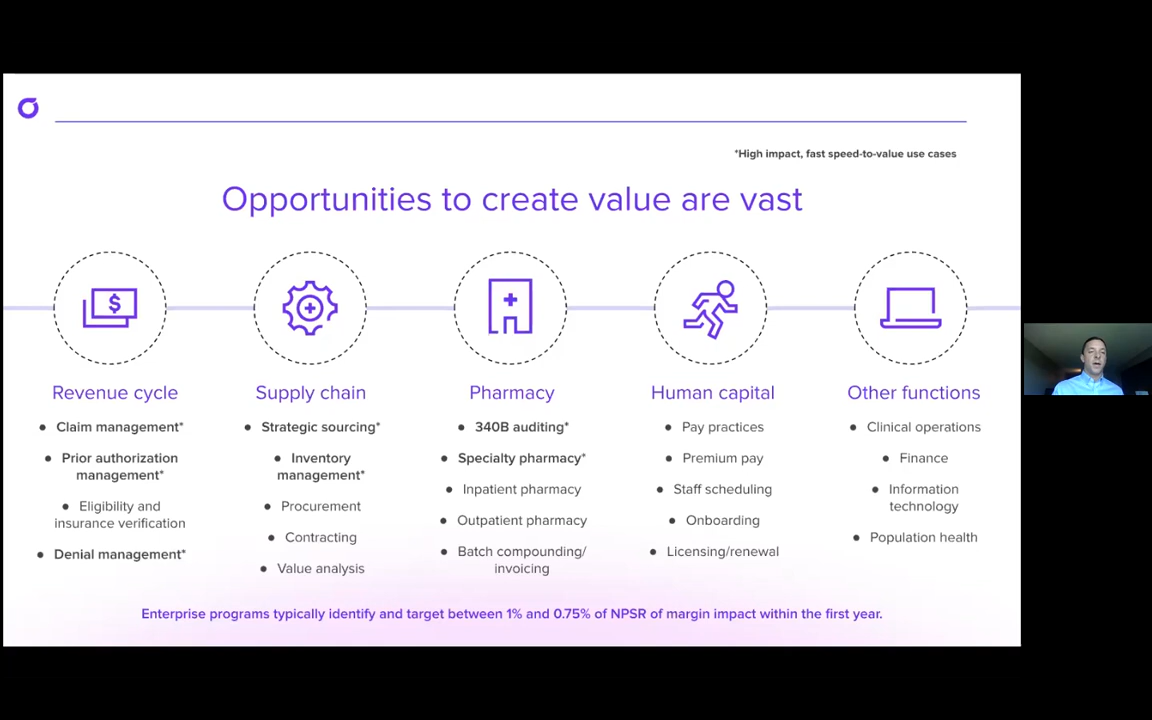 *High impact, fast speed-to-value use cases
Opportunities to create value are vast
$
Revenue cycle
• Claim management*
• Prior authorization
management*
• Eligibility and
insurance verification
• Denial management*
Supply chain
• Strategic sourcing*
• Inventory
management*
• Procurement
• Contracting
• Value analysis
Pharmacy
• 340B auditing*
• Specialty pharmacy*
• Inpatient pharmacy
• Outpatient pharmacy
• Batch compounding/
invoicing
Human capital
• Pay practices
• Premium pay
• Staff scheduling
• Onboarding
• Licensing/renewal
Other functions
• Clinical operations
• Finance
• Information
technology
• Population health
Enterprise programs typically identify and target between 1% and 0.75% of NPSR of margin impact within the first year.